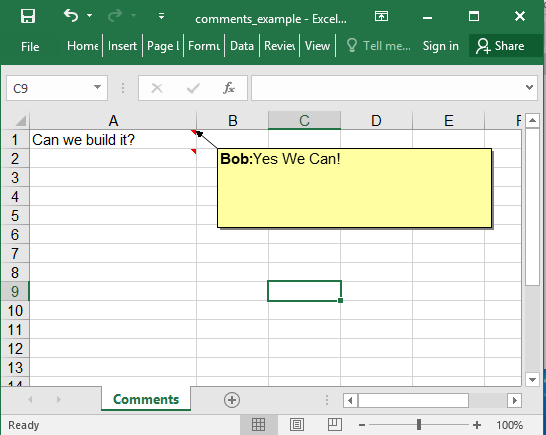 comments_example - Excel...
File Home Insert Page l Formu Data Review View Tell me... Sign in Share
C9 fx
A B C D E F
1 Can we build it?
2
Bob:Yes We Can!
3
4
5
6
7
8
9
10
11
12
13
14
Comments
Ready 100%